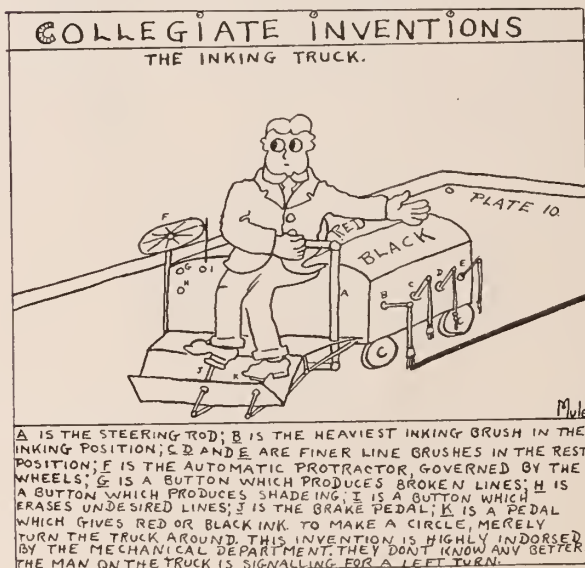 COLLEGIATE INVENTIONS
THE INKING TRUCK.
PLATE 10.
RED
BLACK
F
G
I
H
A
B
C
D
E
J
K
C
Mule
A IS THE STEERING ROD; B IS THE HEAVIEST INKING BRUSH IN THE
INKING POSITION; C D AND E ARE FINER LINE BRUSHES IN THE REST
POSITION; F IS THE AUTOMATIC PROTRACTOR, GOVERNED BY THE
WHEELS; G IS A BUTTON WHICH PRODUCES BROKEN LINES; H IS
A BUTTON WHICH PRODUCES SHADEING; I IS A BUTTON WHICH
ERASES UNDESIRED LINES; J IS THE BRAKE PEDAL; K IS A PEDAL
WHICH GIVES RED OR BLACK INK. TO MAKE A CIRCLE, MERELY
TURN THE TRUCK AROUND. THIS INVENTION IS HIGHLY INDORSED
BY THE MECHANICAL DEPARTMENT. THEY DONT KNOW ANY BETTER
THE MAN ON THE TRUCK IS SIGNALLING FOR A LEFT TURN.